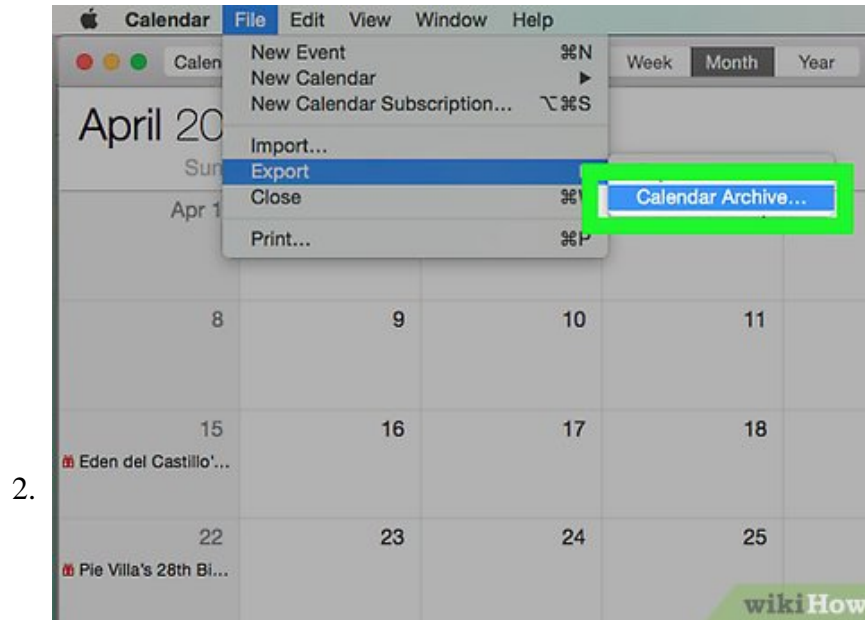 Calendar File Edit View Window Help
Calen Week Month Year
New Event ⌘N
New Calendar ▶
New Calendar Subscription... ⌥⌘S
April 20
Import...
Sun
Export
Calendar Archive...
Close
Apr 1
Print... ⌘P
8 9 10 11
15 16 17 18
Eden del Castillo'...
2.
22 23 24 25
Pie Villa's 28th Bi...
wikiHow